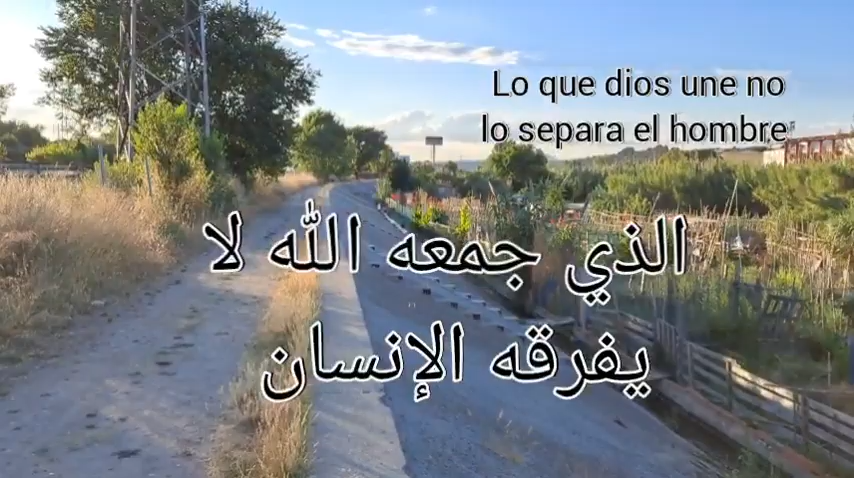 Lo que dios une no
lo separa el hombre
الذي جمعه الله لا
يفرقه الإنسان